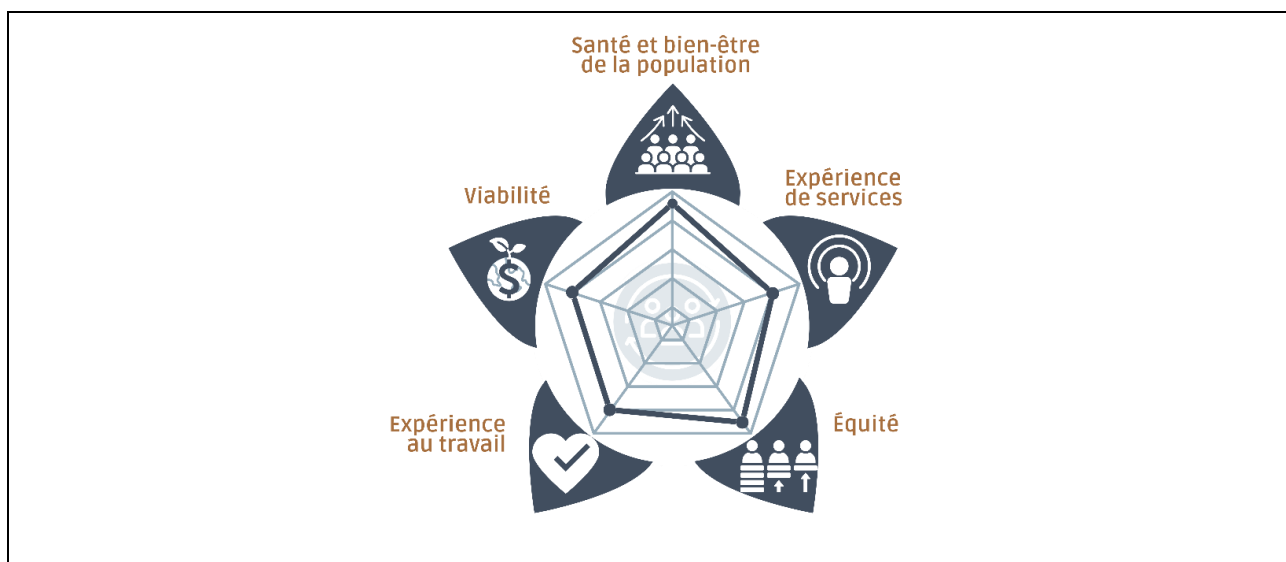 Santé et bien-être
de la population
Expérience
de services
Viabilité
$
Expérience
au travail
Équité